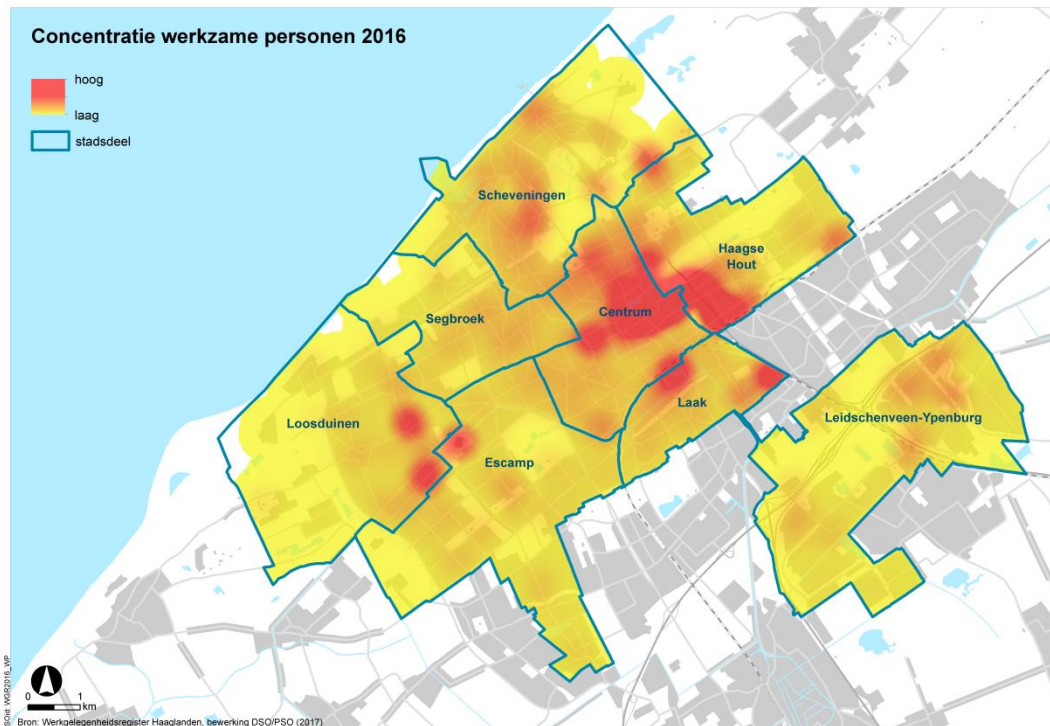 Concentratie werkzame personen 2016
hoog
laag
stadsdeel
Scheveningen
Haagse
Hout
Segbroek
Centrum
Loosduinen
Laak
Leidschenveen-Ypenburg
Escamp
0 1
km
SOId: WGR2016_WP
Bron: Werkgelegenheidsregister Haaglanden, bewerking DSO/PSO (2017)